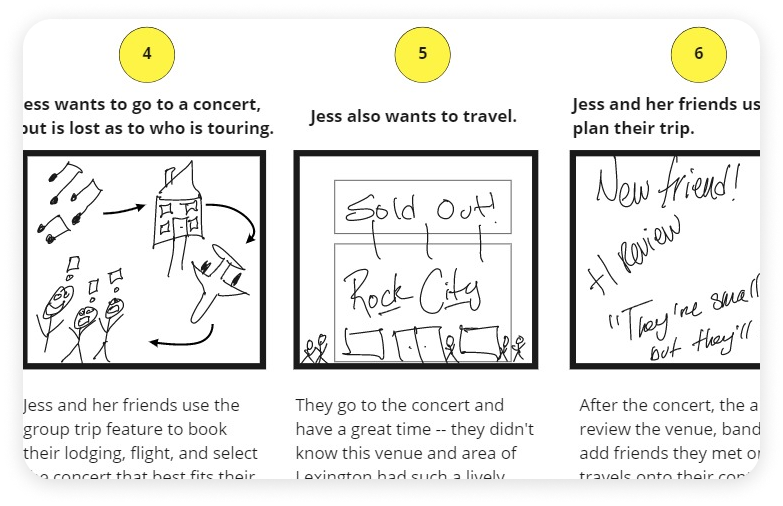 4
ess wants to go to a concert,
but is lost as to who is touring.
Jess and her friends use the
group trip feature to book
their lodging, flight, and select
the concert that best fits their
5
Jess also wants to travel.
Sold Out!
Rock City
They go to the concert and
have a great time -- they didn't
know this venue and area of
Lexington had such a lively
6
Jess and her friends us
plan their trip.
New friend!
+1 Review
"They're small
but they'll
After the concert, the a
review the venue, band
add friends they met o
travels onto their con